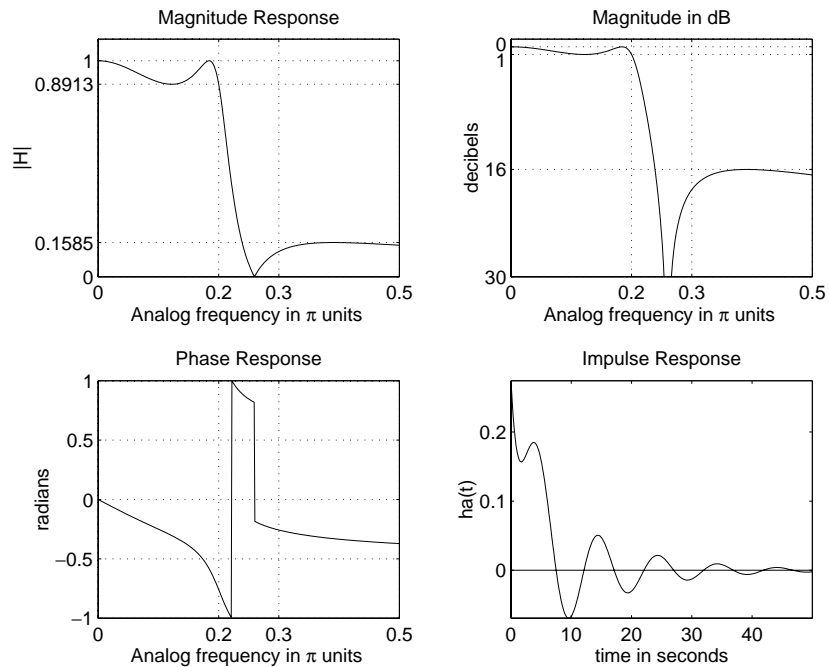 Magnitude Response
1
0.8913
0.1585
0
|H|
0
0.2
0.3
0.5
Analog frequency in π units
Magnitude in dB
0
1
16
30
decibels
0
0.2
0.3
0.5
Analog frequency in π units
Phase Response
1
0.5
0
−0.5
−1
radians
0
0.2
0.3
0.5
Analog frequency in π units
Impulse Response
0.2
0.1
0
ha(t)
0
10
20
30
40
time in seconds